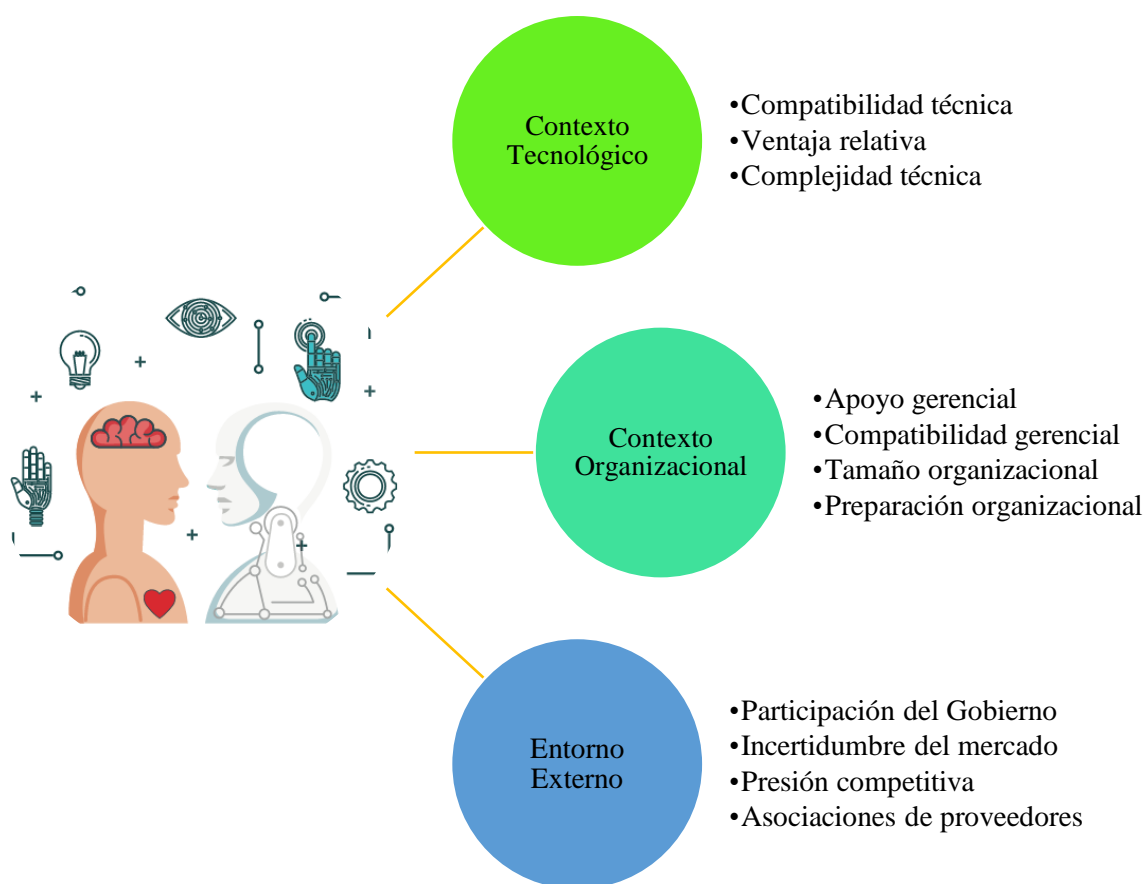 Contexto
Tecnológico
•Compatibilidad técnica
•Ventaja relativa
•Complejidad técnica
Contexto
Organizacional
•Apoyo gerencial
•Compatibilidad gerencial
•Tamaño organizacional
•Preparación organizacional
Entorno
Externo
•Participación del Gobierno
•Incertidumbre del mercado
•Presión competitiva
•Asociaciones de proveedores